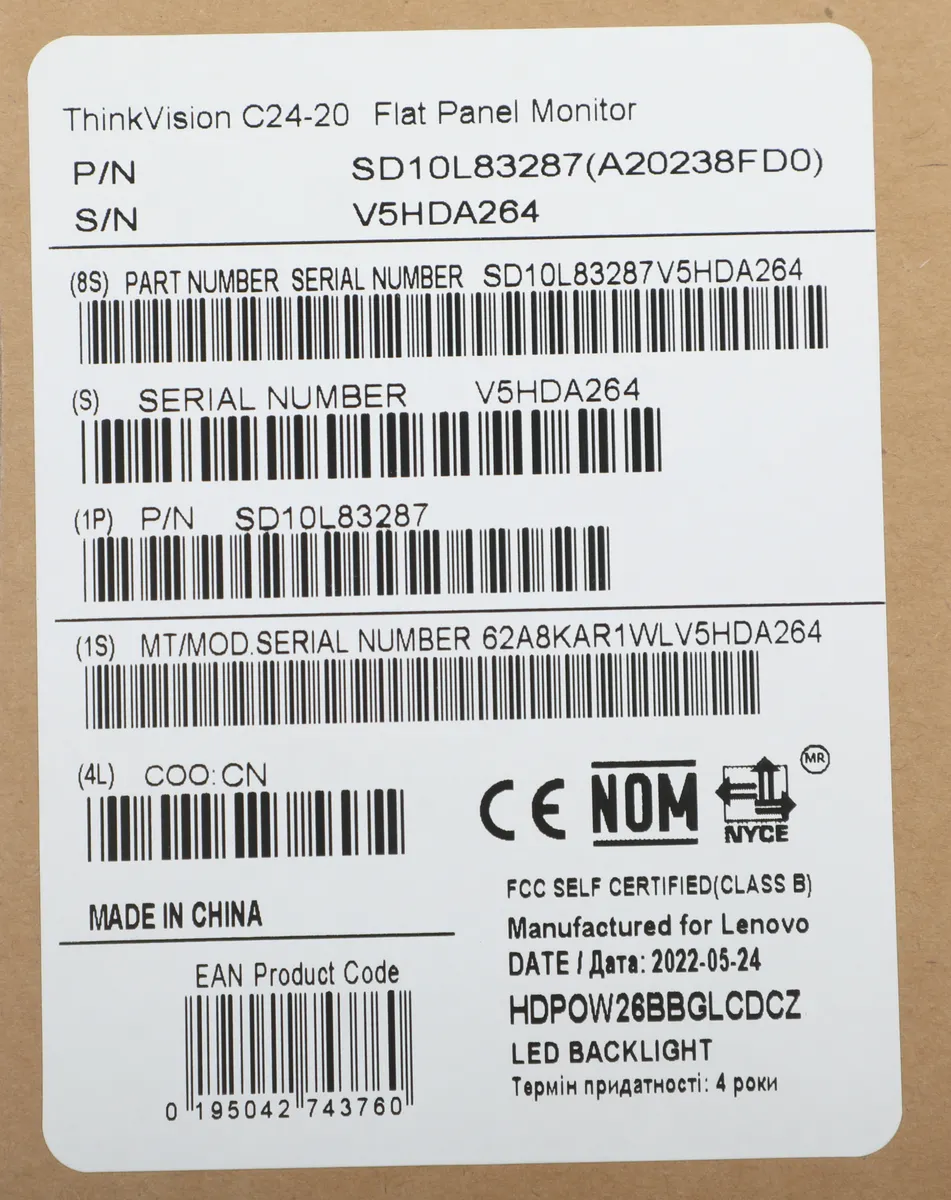 ThinkVision C24-20 Flat Panel Monitor
P/N SD10L83287(A20238FD0)
S/N V5HDA264
(8S) PART NUMBER SERIAL NUMBER SD10L83287V5HDA264
(S) SERIAL NUMBER V5HDA264
(1P) P/N SD10L83287
(1S) MT/MOD.SERIAL NUMBER 62A8KAR1WLV5HDA264
(4L) COO:CN
CE NOM NYCE MR
MADE IN CHINA
EAN Product Code
0 195042 743760
FCC SELF CERTIFIED(CLASS B)
Manufactured for Lenovo
DATE / Дата: 2022-05-24
HDPOW26BBGLCDCZ
LED BACKLIGHT
Термін придатності: 4 роки